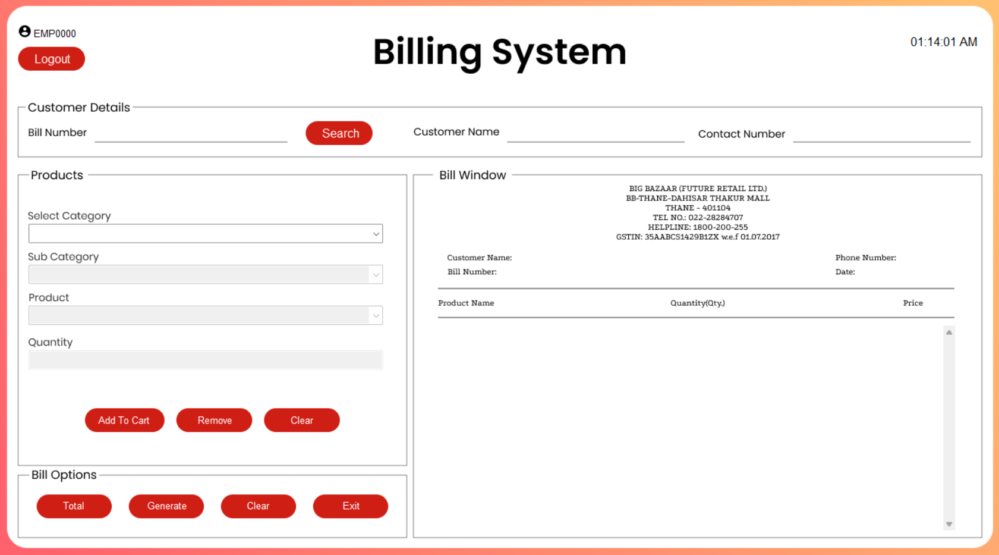 EMP0000
Logout
Billing System
01:14:01 AM
Customer Details
Bill Number
Search
Customer Name
Contact Number
Products
Select Category
Sub Category
Product
Quantity
Add To Cart
Remove
Clear
Bill Options
Total
Generate
Clear
Exit
Bill Window
BIG BAZAAR (FUTURE RETAIL LTD.)
BB-THANE-DAHISAR THAKUR MALL
THANE - 401104
TEL NO.: 022-28284707
HELPLINE: 1800-200-255
GSTIN: 35AABCS1429B1ZX w.e.f 01.07.2017
Customer Name:
Phone Number:
Bill Number:
Date:
Product Name
Quantity(Qty.)
Price